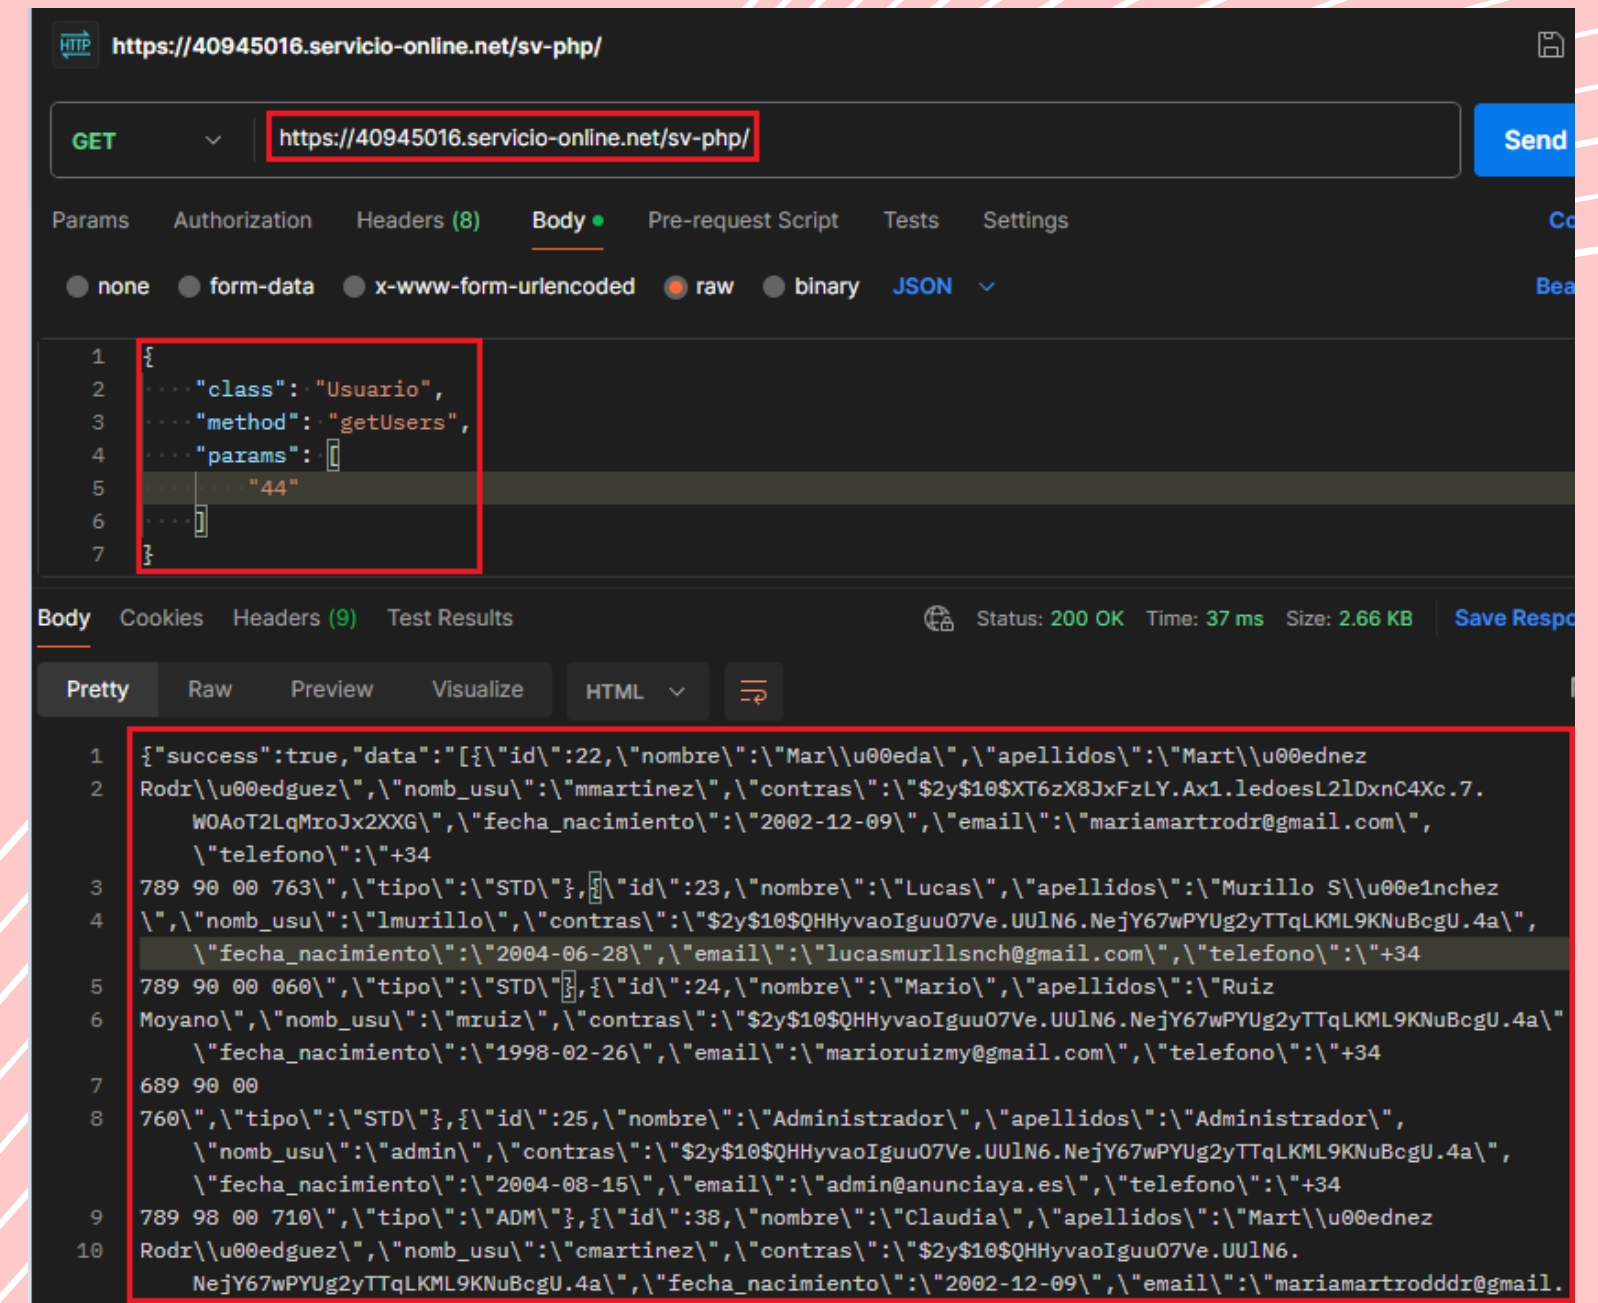 HTTP https://40945016.servicio-online.net/sv-php/
GET https://40945016.servicio-online.net/sv-php/ Send
Params Authorization Headers (8) Body Pre-request Script Tests Settings
none form-data x-www-form-urlencoded raw binary JSON
1 {
2 "class": "Usuario",
3 "method": "getUsers",
4 "params": [
5 "44"
6 ]
7 }
Body Cookies Headers (9) Test Results Status: 200 OK Time: 37 ms Size: 2.66 KB Save Respo
Pretty Raw Preview Visualize HTML
1 {"success":true,"data":"[{\"id\":22,\"nombre\":\"Mar\\u00eda\",\"apellidos\":\"Mart\\u00ednez
2 Rodr\\u00edguez\",\"nomb_usu\":\"mmartinez\",\"contras\":\"$2y$10$XT6zX8JxFzLY.Ax1.ledoesL2lDxnC4Xc.7.
WOAoT2LqMroJx2XXG\",\"fecha_nacimiento\":\"2002-12-09\",\"email\":\"mariamartrodr@gmail.com\",
\"telefono\":\"+34
3 789 90 00 763\",\"tipo\":\"STD\"},{\"id\":23,\"nombre\":\"Lucas\",\"apellidos\":\"Murillo S\\u00e1nchez
4 \",\"nomb_usu\":\"lmurillo\",\"contras\":\"$2y$10$QHHyvaoIguuO7Ve.UUlN6.NejY67wPYUg2yTTqLKML9KNuBcgU.4a\",
\"fecha_nacimiento\":\"2004-06-28\",\"email\":\"lucasmurllsnch@gmail.com\",\"telefono\":\"+34
5 789 90 00 060\",\"tipo\":\"STD\"},{\"id\":24,\"nombre\":\"Mario\",\"apellidos\":\"Ruiz
6 Moyano\",\"nomb_usu\":\"mruiz\",\"contras\":\"$2y$10$QHHyvaoIguuO7Ve.UUlN6.NejY67wPYUg2yTTqLKML9KNuBcgU.4a\"
\"fecha_nacimiento\":\"1998-02-26\",\"email\":\"marioruizmy@gmail.com\",\"telefono\":\"+34
7 689 90 00
8 760\",\"tipo\":\"STD\"},{\"id\":25,\"nombre\":\"Administrador\",\"apellidos\":\"Administrador\",
\"nomb_usu\":\"admin\",\"contras\":\"$2y$10$QHHyvaoIguuO7Ve.UUlN6.NejY67wPYUg2yTTqLKML9KNuBcgU.4a\",
\"fecha_nacimiento\":\"2004-08-15\",\"email\":\"admin@anunciaya.es\",\"telefono\":\"+34
9 789 98 00 710\",\"tipo\":\"ADM\"},{\"id\":38,\"nombre\":\"Claudia\",\"apellidos\":\"Mart\\u00ednez
10 Rodr\\u00edguez\",\"nomb_usu\":\"cmartinez\",\"contras\":\"$2y$10$QHHyvaoIguuO7Ve.UUlN6.
NejY67wPYUg2yTTqLKML9KNuBcgU.4a\",\"fecha_nacimiento\":\"2002-12-09\",\"email\":\"mariamartrodddr@gmail.